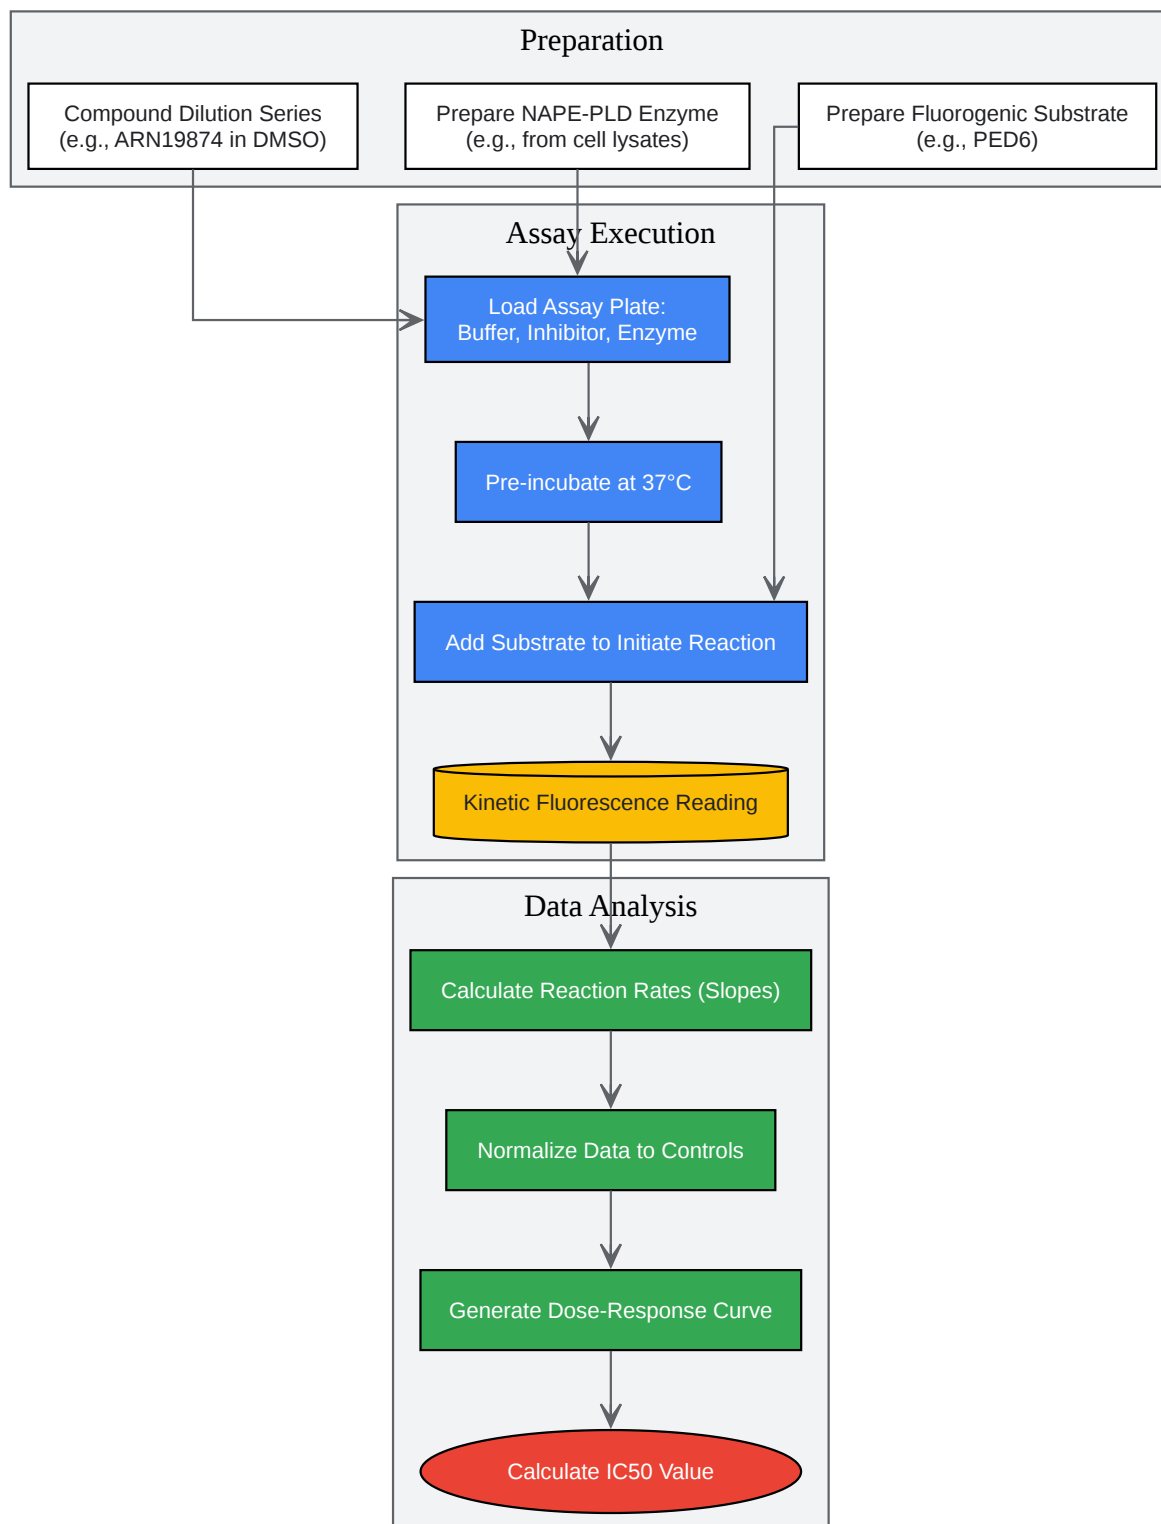 Preparation
Compound Dilution Series
(e.g., ARN19874 in DMSO)
Prepare NAPE-PLD Enzyme
(e.g., from cell lysates)
Prepare Fluorogenic Substrate
(e.g., PED6)
Assay Execution
Load Assay Plate:
Buffer, Inhibitor, Enzyme
Pre-incubate at 37°C
Add Substrate to Initiate Reaction
Kinetic Fluorescence Reading
Data Analysis
Calculate Reaction Rates (Slopes)
Normalize Data to Controls
Generate Dose-Response Curve
Calculate IC50 Value